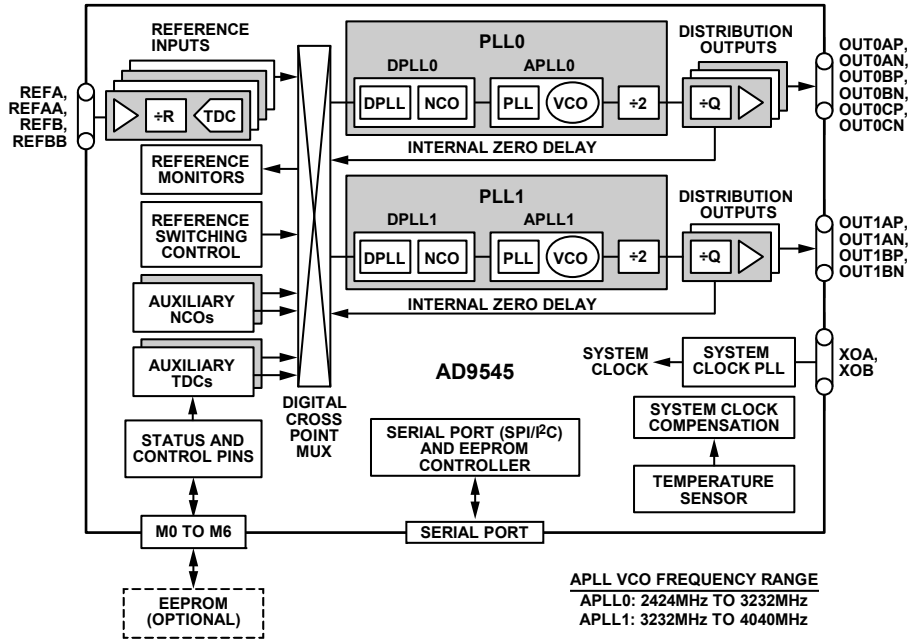 REFERENCE
INPUTS
REFA,
REFAA,
REFB,
REFBB
÷R
TDC
REFERENCE
MONITORS
REFERENCE
SWITCHING
CONTROL
AUXILIARY
NCOs
AUXILIARY
TDCs
STATUS AND
CONTROL PINS
M0 TO M6
EEPROM
(OPTIONAL)
DIGITAL
CROSS
POINT
MUX
PLL0
DPLL0
APLL0
DPLL
NCO
PLL
VCO
÷2
INTERNAL ZERO DELAY
DISTRIBUTION
OUTPUTS
÷Q
OUT0AP,
OUT0AN,
OUT0BP,
OUT0BN,
OUT0CP,
OUT0CN
PLL1
DPLL1
APLL1
DPLL
NCO
PLL
VCO
÷2
INTERNAL ZERO DELAY
DISTRIBUTION
OUTPUTS
÷Q
OUT1AP,
OUT1AN,
OUT1BP,
OUT1BN
AD9545
SYSTEM
CLOCK
SYSTEM
CLOCK PLL
XOA,
XOB
SYSTEM CLOCK
COMPENSATION
TEMPERATURE
SENSOR
SERIAL PORT (SPI/I²C)
AND EEPROM
CONTROLLER
SERIAL PORT
APLL VCO FREQUENCY RANGE
APLL0: 2424MHz TO 3232MHz
APLL1: 3232MHz TO 4040MHz